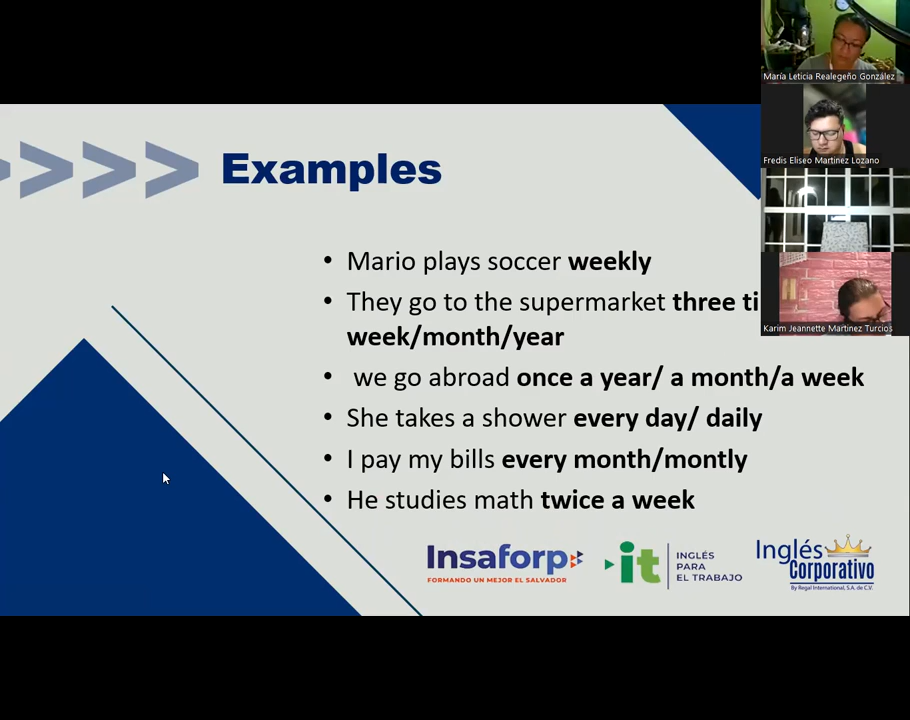 María Leticia Realegeño González
Fredis Eliseo Martinez Lozano
Karim Jeannette Martinez Turcios
>>>> Examples
• Mario plays soccer weekly
• They go to the supermarket three
week/month/year
• we go abroad once a year/ a month/a week
• She takes a shower every day/ daily
• I pay my bills every month/montly
• He studies math twice a week
Insaforp
FORMANDO UN MEJOR EL SALVADOR
it
INGLÉS
PARA
EL TRABAJO
Inglés
Corporativo
By Regal International, S.A. de C.V.